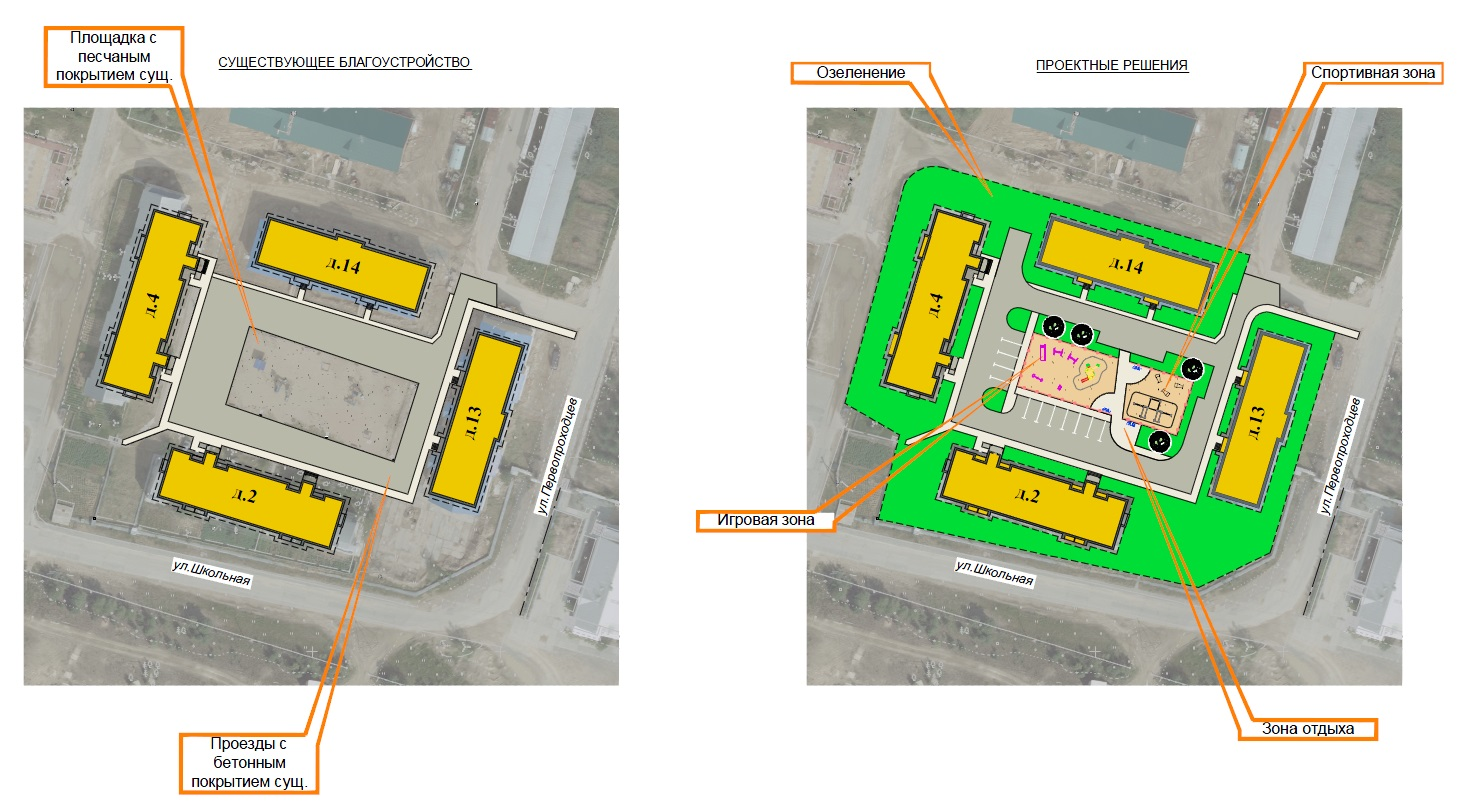 Площадка с
песчаным
покрытием сущ.
СУЩЕСТВУЮЩЕЕ БЛАГОУСТРОЙСТВО
д.4
д.14
д.13
д.2
ул.Школьная
ул.Первопроходцев
Проезды с
бетонным
покрытием сущ.
ПРОЕКТНЫЕ РЕШЕНИЯ
Озеленение
Спортивная зона
д.4
д.14
д.13
д.2
Игровая зона
ул.Школьная
ул.Первопроходцев
Зона отдыха